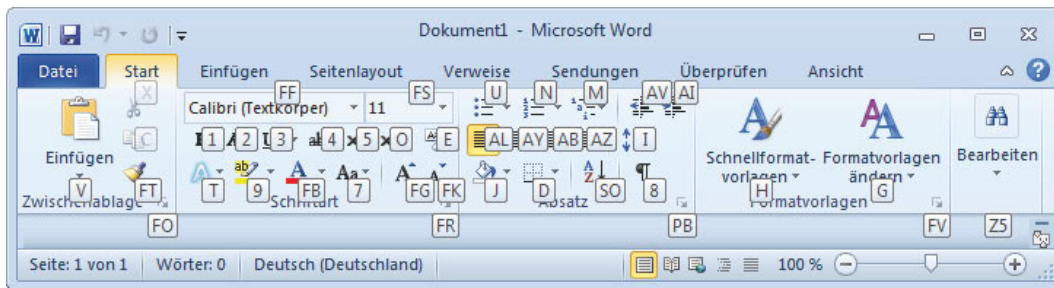 Dokument1 - Microsoft Word
Datei Start Einfügen Seitenlayout Verweise Sendungen Überprüfen Ansicht
X FF FS U N M AV AI
Calibri (Textkörper) 11
C 1 2 3 4 5 O E AL AY AB AZ I
Einfügen Schnellformat- Formatvorlagen Bearbeiten
vorlagen ändern
V FT T 9 FB 7 FG FK J D SO 8 H G
Zwischenablage Schriftart Absatz Formatvorlagen
FO FR PB FV Z5
Seite: 1 von 1 Wörter: 0 Deutsch (Deutschland) 100 %